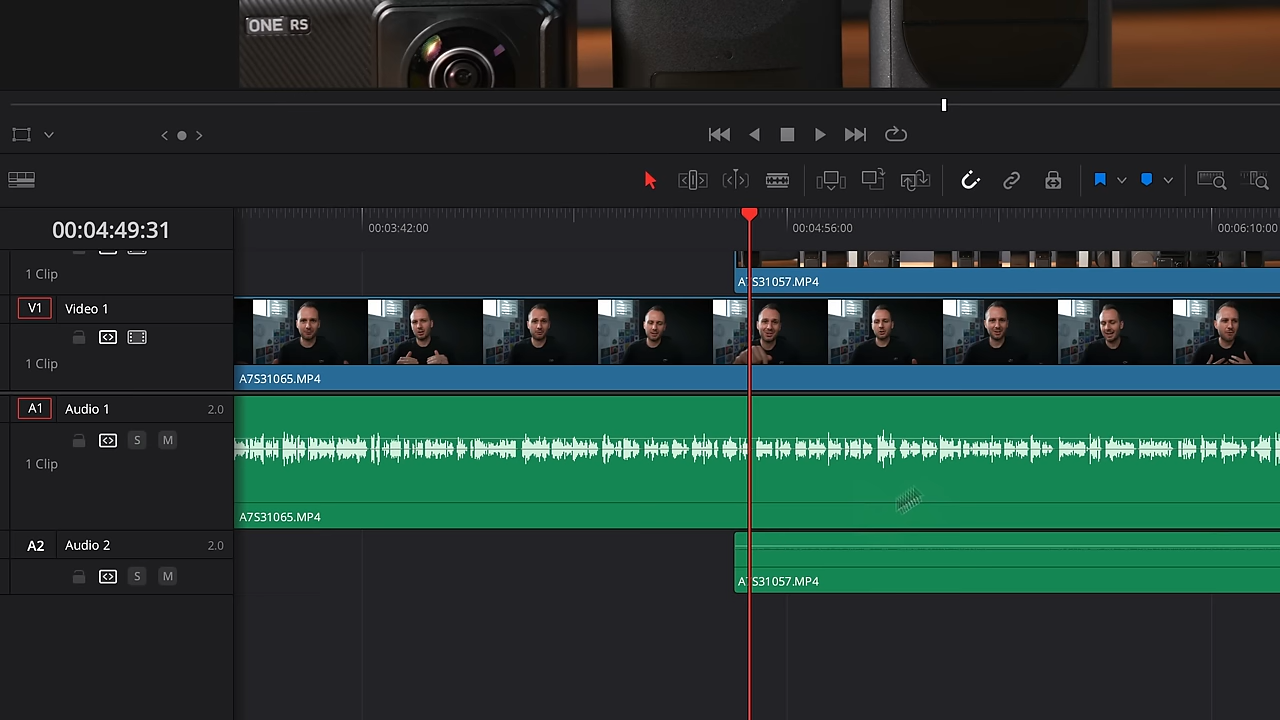 ONE RS
00:04:49:31
00:03:42:00
00:04:56:00
00:06:10:00
1 Clip
A7S31057.MP4
V1 Video 1
1 Clip
A7S31065.MP4
A1 Audio 1 2.0
S M
1 Clip
A7S31065.MP4
A2 Audio 2 2.0
S M
A7S31057.MP4